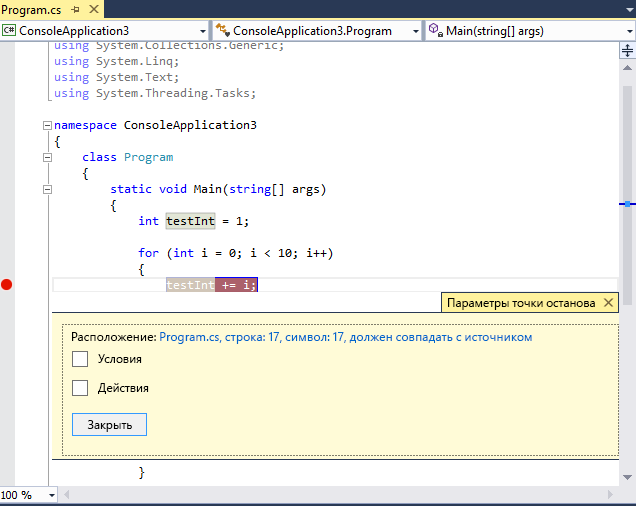 Program.cs
ConsoleApplication3 ConsoleApplication3.Program Main(string[] args)
using System.Collections.Generic;
using System.Linq;
using System.Text;
using System.Threading.Tasks;
namespace ConsoleApplication3
{
class Program
{
static void Main(string[] args)
{
int testInt = 1;
for (int i = 0; i < 10; i++)
{
testInt += i;
Параметры точки останова
Расположение: Program.cs, строка: 17, символ: 17, должен совпадать с источником
Условия
Действия
Закрыть
}
100 %